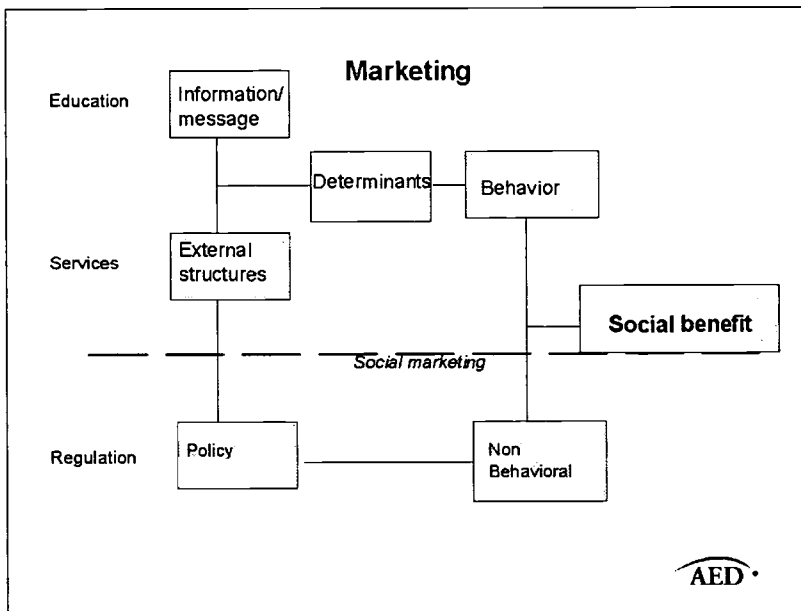 Marketing
Education
Information/
message
Determinants
Behavior
Services
External
structures
Social benefit
Social marketing
Regulation
Policy
Non
Behavioral
AED